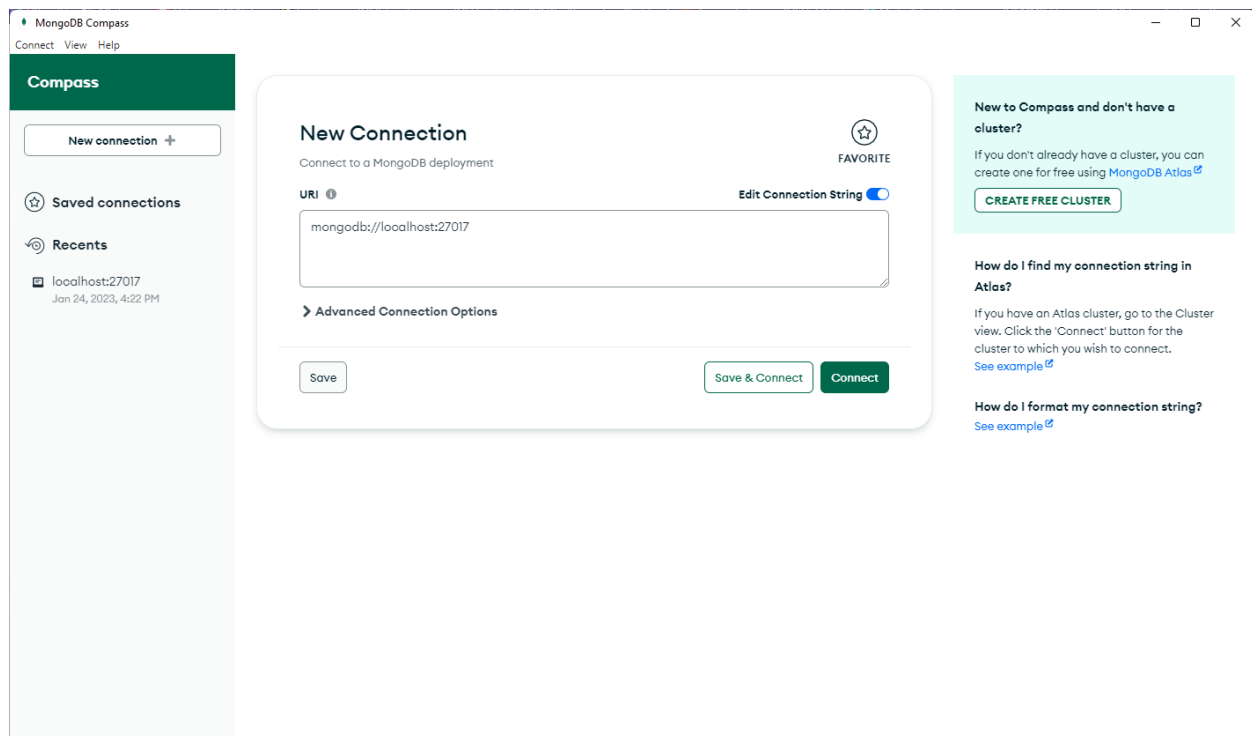 MongoDB Compass
Connect View Help
Compass
New connection
Saved connections
Recents
localhost:27017
Jan 24, 2023, 4:22 PM
New Connection
FAVORITE
Connect to a MongoDB deployment
URI
Edit Connection String
mongodb://localhost:27017
Advanced Connection Options
Save
Save & Connect
Connect
New to Compass and don't have a
cluster?
If you don't already have a cluster, you can
create one for free using MongoDB Atlas
CREATE FREE CLUSTER
How do I find my connection string in
Atlas?
If you have an Atlas cluster, go to the Cluster
view. Click the 'Connect' button for the
cluster to which you wish to connect.
See example
How do I format my connection string?
See example